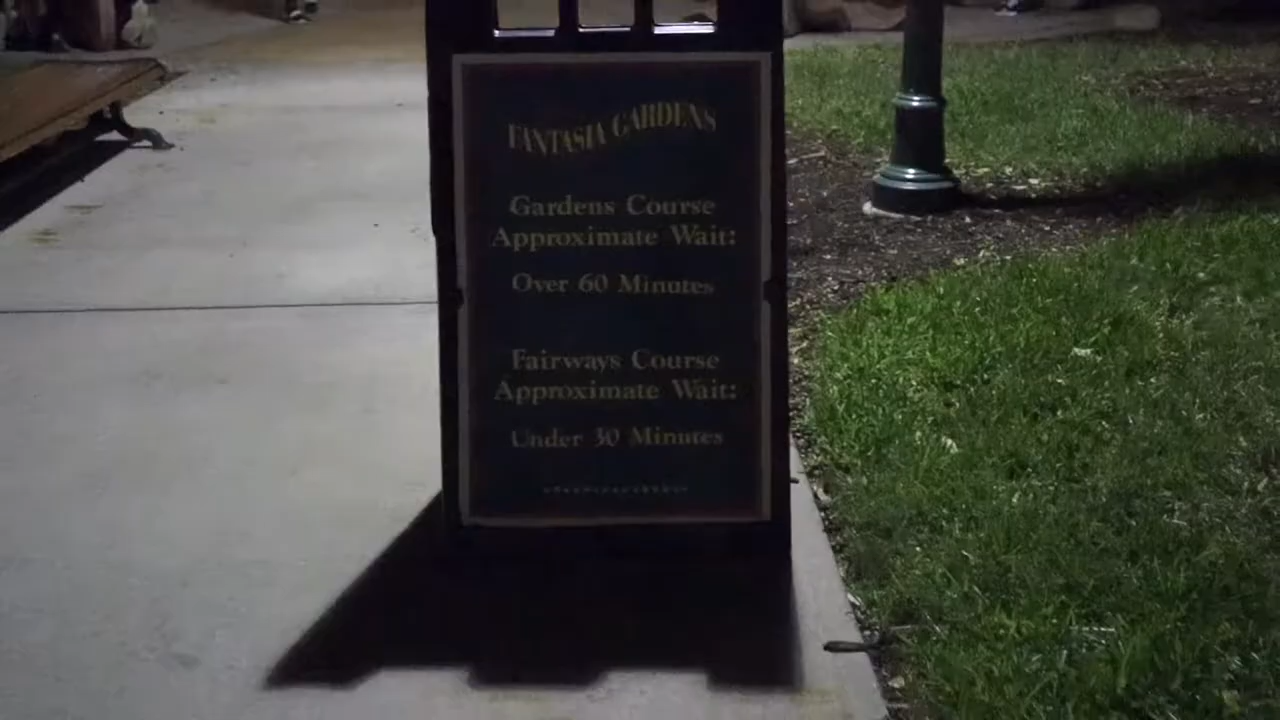 FANTASIA GARDENS
Gardens Course
Approximate Wait:
Over 60 Minutes
Fairways Course
Approximate Wait:
Under 30 Minutes